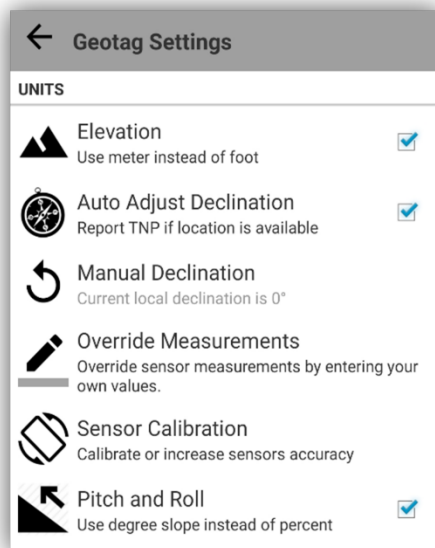 Geotag Settings
UNITS
Elevation
Use meter instead of foot
Auto Adjust Declination
Report TNP if location is available
Manual Declination
Current local declination is 0°
Override Measurements
Override sensor measurements by entering your
own values.
Sensor Calibration
Calibrate or increase sensors accuracy
Pitch and Roll
Use degree slope instead of percent